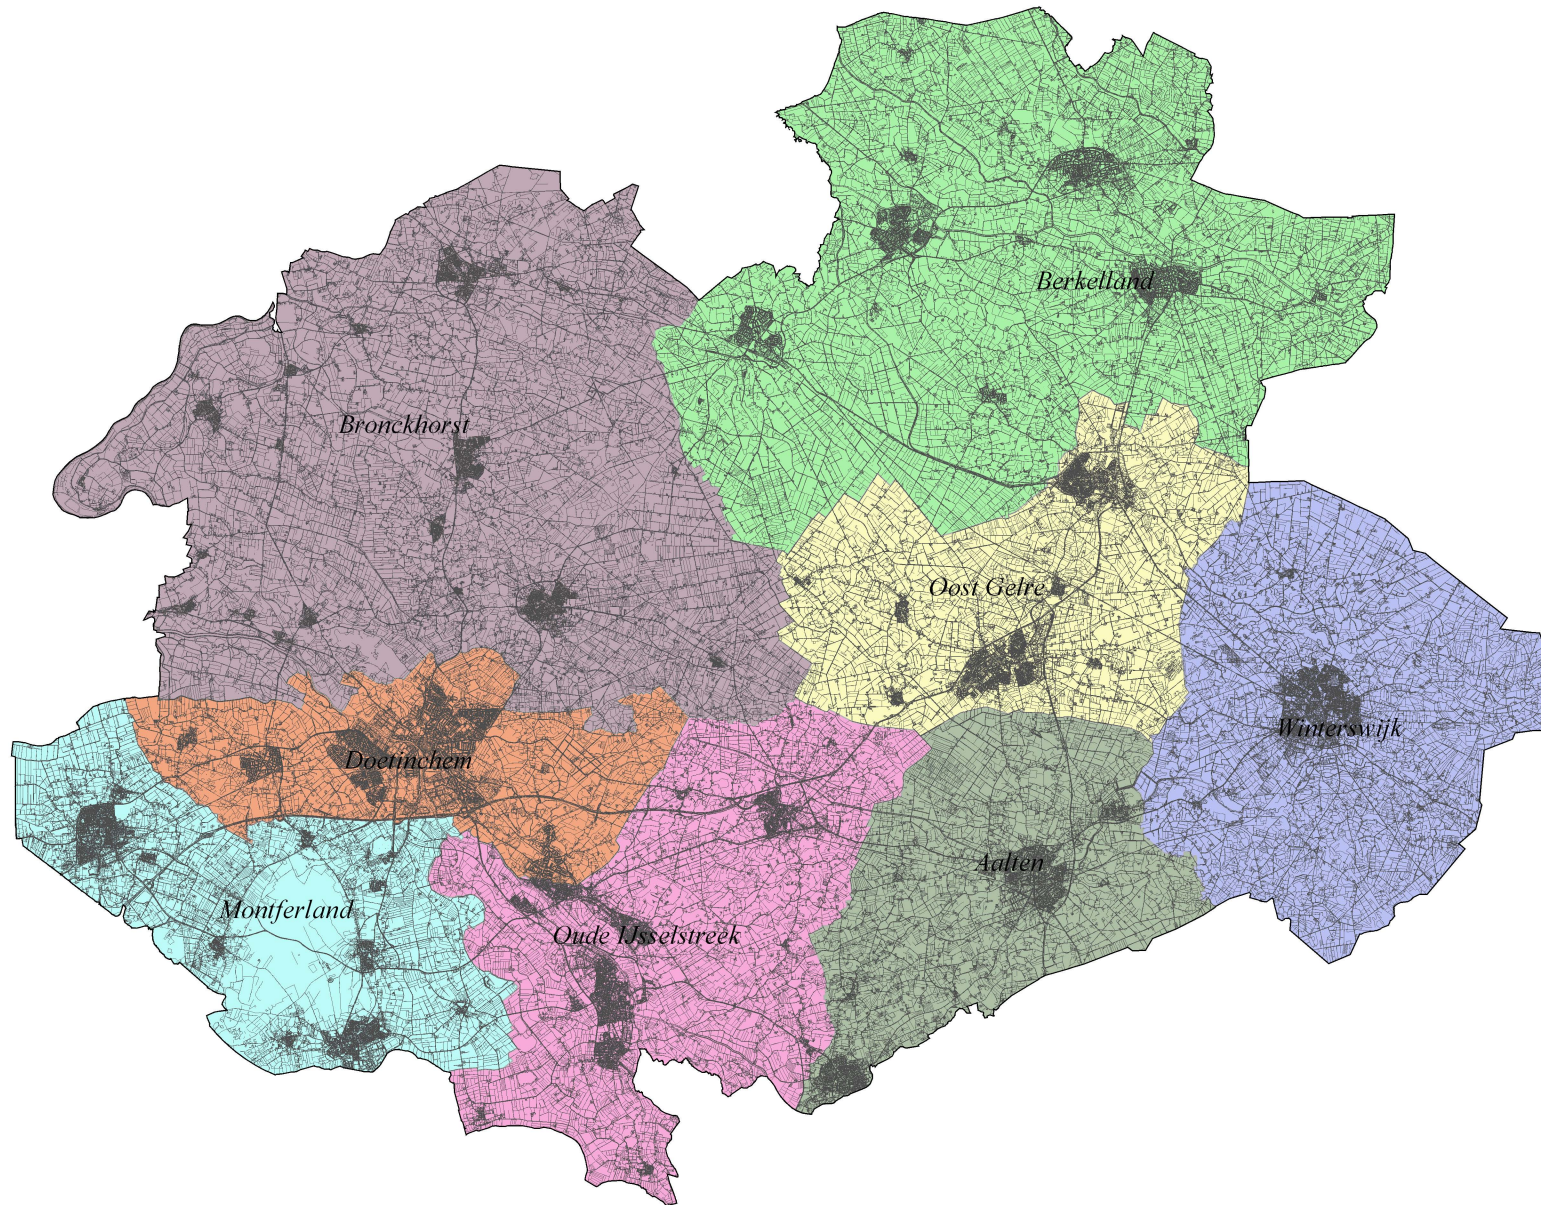 Berkelland
Bronckhorst
Oost Gelre
Winterswijk
Doetinchem
Aalten
Montferland
Oude IJsselstreek